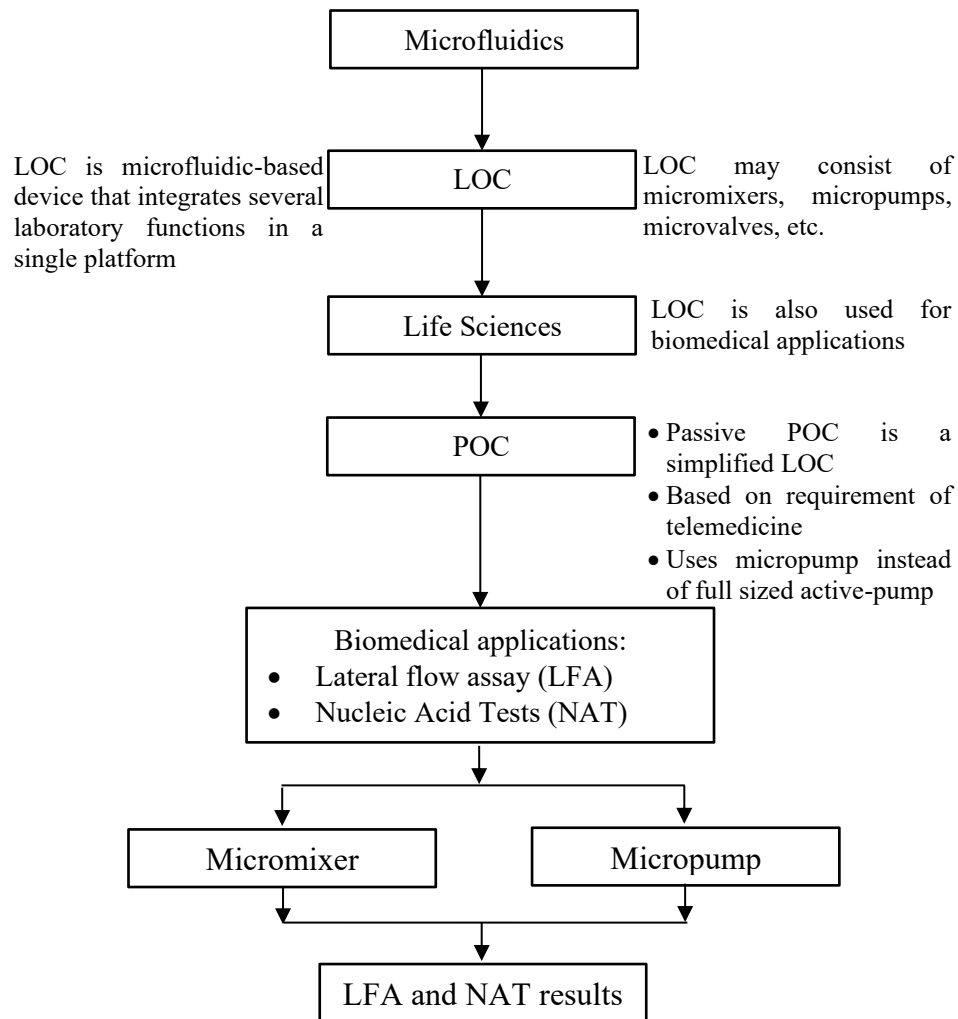 Microfluidics
LOC is microfluidic-based
device that integrates several
laboratory functions in a
single platform
LOC
LOC may consist of
micromixers, micropumps,
microvalves, etc.
Life Sciences
LOC is also used for
biomedical applications
POC
• Passive POC is a
simplified LOC
• Based on requirement of
telemedicine
• Uses micropump instead
of full sized active-pump
Biomedical applications:
• Lateral flow assay (LFA)
• Nucleic Acid Tests (NAT)
Micromixer
Micropump
LFA and NAT results